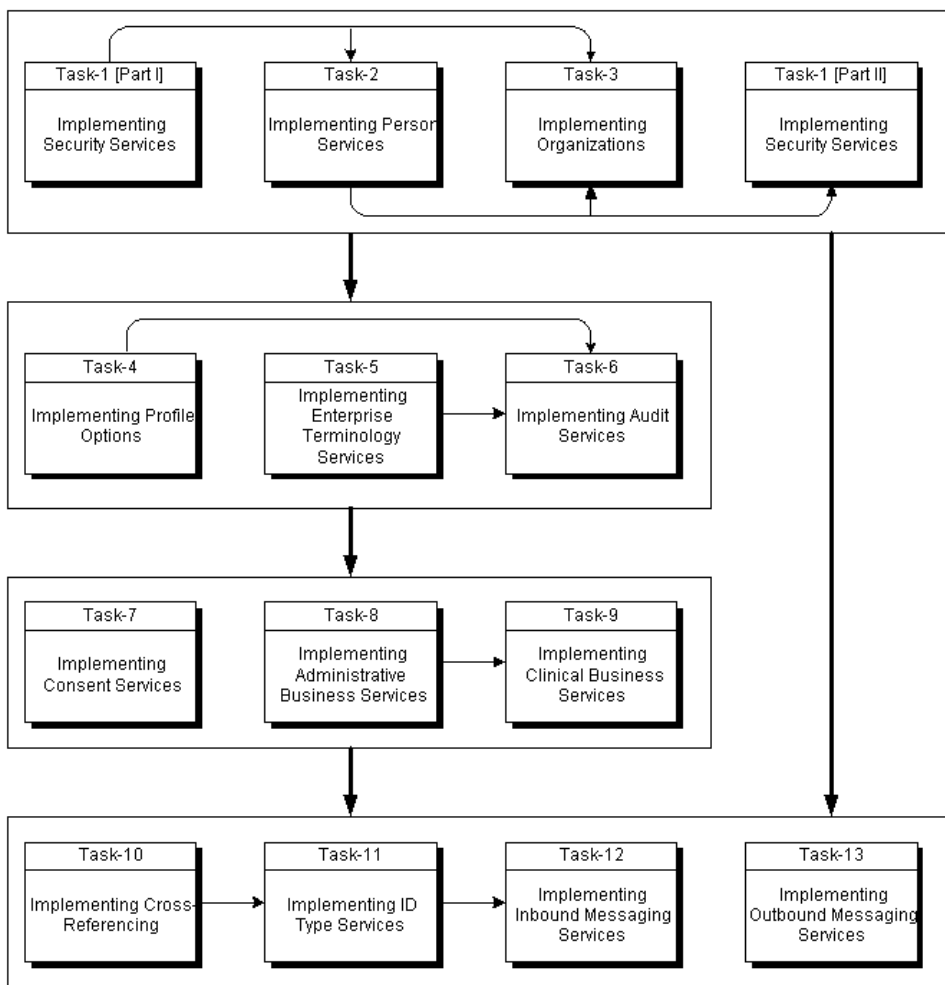 Task-1 [Part I]
Implementing
Security Services
Task-2
Implementing Person
Services
Task-3
Implementing
Organizations
Task-1 [Part II]
Implementing
Security Services
Task-4
Implementing Profile
Options
Task-5
Implementing
Enterprise
Terminology
Services
Task-6
Implementing Audit
Services
Task-7
Implementing
Consent Services
Task-8
Implementing
Administrative
Business Services
Task-9
Implementing
Clinical Business
Services
Task-10
Implementing Cross-
Referencing
Task-11
Implementing ID
Type Services
Task-12
Implementing
Inbound Messaging
Services
Task-13
Implementing
Outbound Messaging
Services